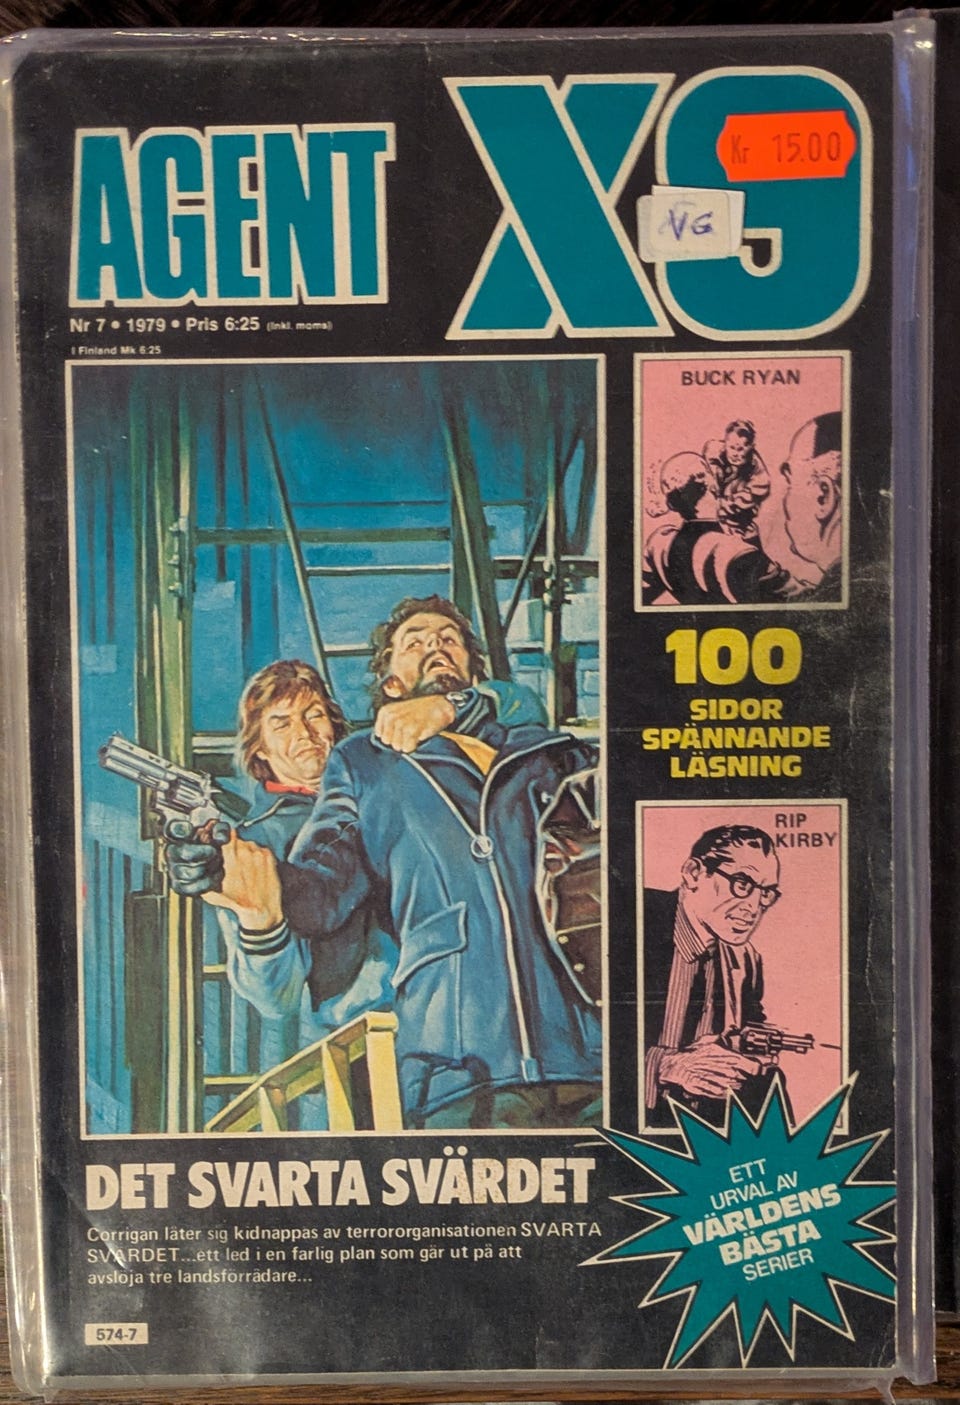 AGENT X9
Kr 15.00
VG
Nr 7 • 1979 • Pris 6:25 (Inkl. moms)
I Finland Mk 6:25
BUCK RYAN
100
SIDOR
SPÄNNANDE
LÄSNING
RIP
KIRBY
DET SVARTA SVÄRDET
Corrigan låter sig kidnappas av terrororganisationen SVARTA
SVÄRDET...ett led i en farlig plan som går ut på att
avslöja tre landsförrädare...
ETT
URVAL AV
VÄRLDENS
BÄSTA
SERIER
574-7